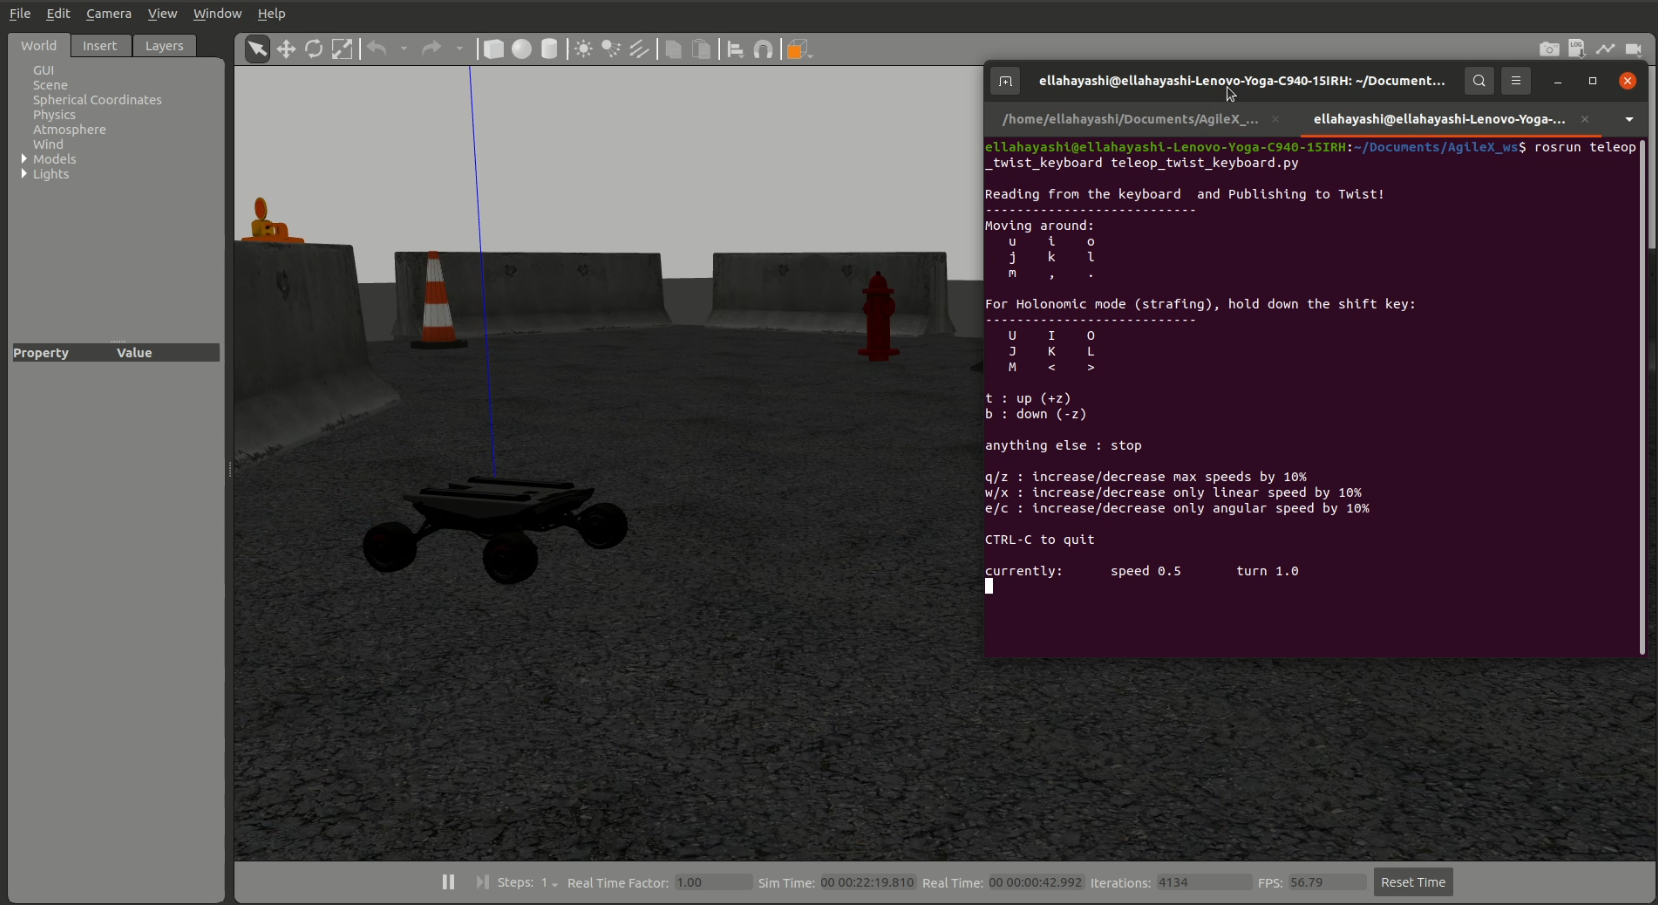 File Edit Camera View Window Help
World Insert Layers
GUI
Scene
Spherical Coordinates
Physics
Atmosphere
Wind
Models
Lights
Property Value
LOG
ellahayashi@ellahayashi-Lenovo-Yoga-C940-15IRH: ~/Document...
/home/ellahayashi/Documents/AgileX_... × ellahayashi@ellahayashi-Lenovo-Yoga-... ×
ellahayashi@ellahayashi-Lenovo-Yoga-C940-15IRH:~/Documents/AgileX_ws$ rosrun teleop
_twist_keyboard teleop_twist_keyboard.py
Reading from the keyboard  and Publishing to Twist!
---------------------------
Moving around:
u    i    o
j    k    l
m    ,    .
For Holonomic mode (strafing), hold down the shift key:
---------------------------
U    I    O
J    K    L
M    <    >
t : up (+z)
b : down (-z)
anything else : stop
q/z : increase/decrease max speeds by 10%
w/x : increase/decrease only linear speed by 10%
e/c : increase/decrease only angular speed by 10%
CTRL-C to quit
currently:      speed 0.5       turn 1.0
Steps: 1 Real Time Factor: 1.00 Sim Time: 00 00:22:19.810 Real Time: 00 00:00:42.992 Iterations: 4134 FPS: 56.79 Reset Time